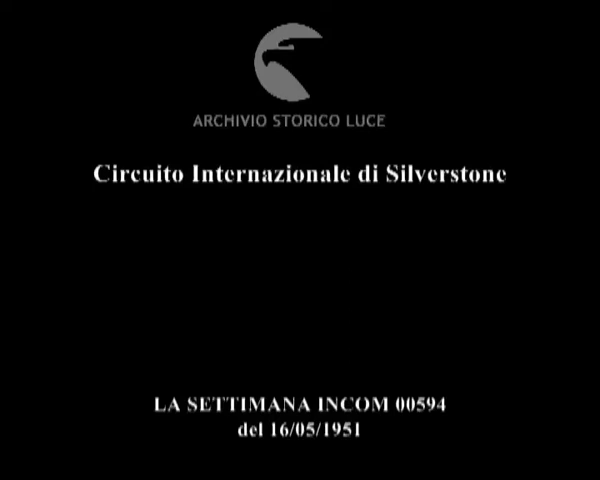 ARCHIVIO STORICO LUCE
Circuito Internazionale di Silverstone
LA SETTIMANA INCOM 00594
del 16/05/1951